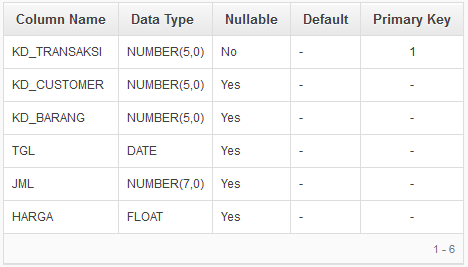 Column Name Data Type Nullable Default Primary Key
KD_TRANSAKSI NUMBER(5,0) No - 1
KD_CUSTOMER NUMBER(5,0) Yes - -
KD_BARANG NUMBER(5,0) Yes - -
TGL DATE Yes - -
JML NUMBER(7,0) Yes - -
HARGA FLOAT Yes - -
1 - 6